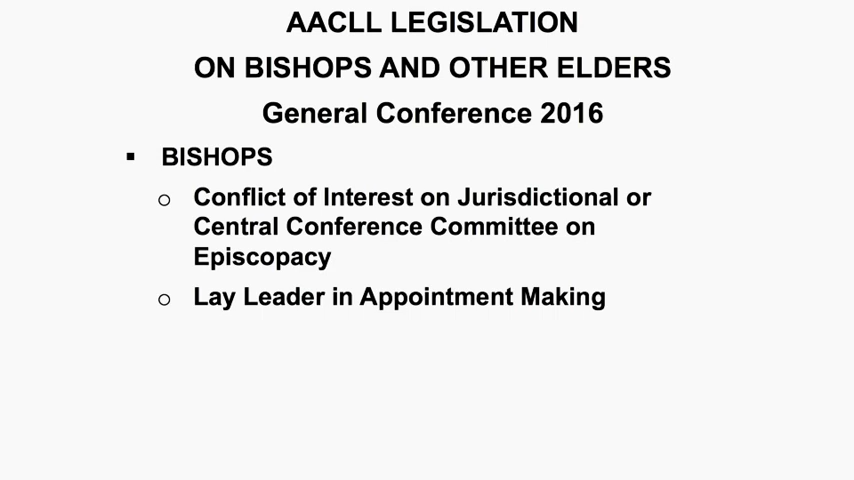 AACLL LEGISLATION
ON BISHOPS AND OTHER ELDERS
General Conference 2016
▪ BISHOPS
o Conflict of Interest on Jurisdictional or
Central Conference Committee on
Episcopacy
o Lay Leader in Appointment Making